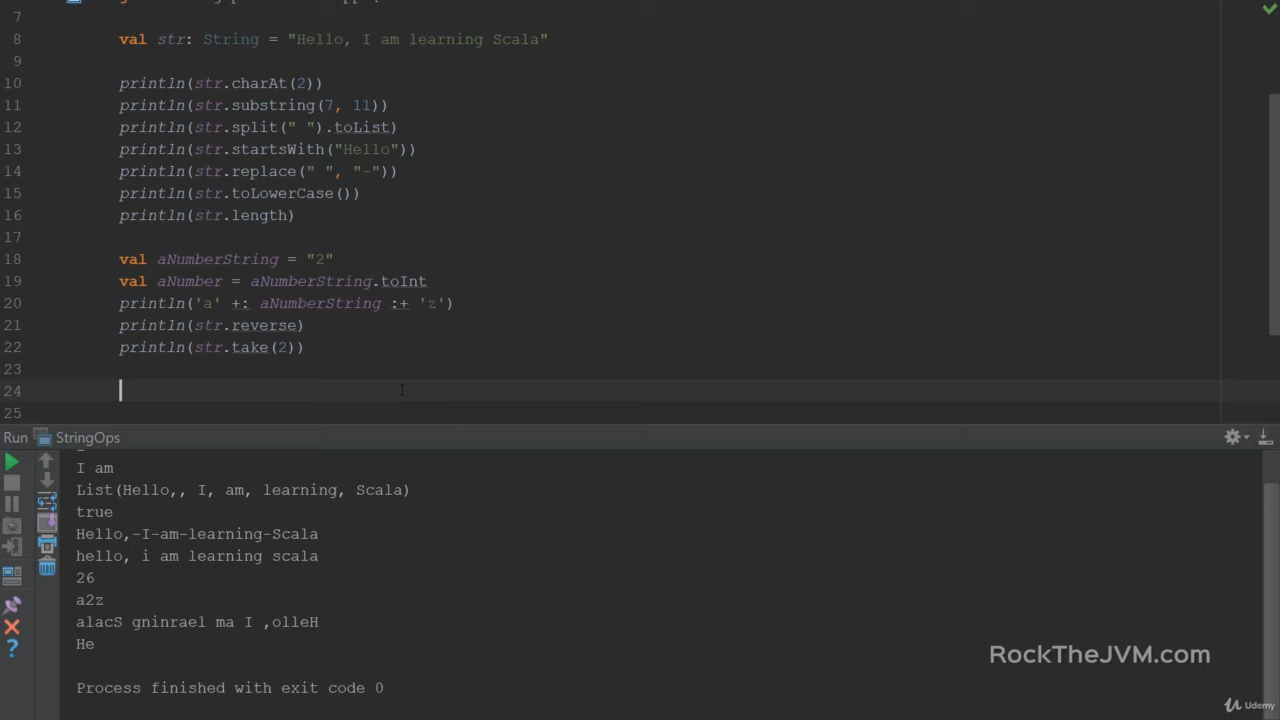 7
8 val str: String = "Hello, I am learning Scala"
9
10 println(str.charAt(2))
11 println(str.substring(7, 11))
12 println(str.split(" ").toList)
13 println(str.startsWith("Hello"))
14 println(str.replace(" ", "-"))
15 println(str.toLowerCase())
16 println(str.length)
17
18 val aNumberString = "2"
19 val aNumber = aNumberString.toInt
20 println('a' +: aNumberString :+ 'z')
21 println(str.reverse)
22 println(str.take(2))
23
24
25
Run StringOps
I am
List(Hello,, I, am, learning, Scala)
true
Hello,-I-am-learning-Scala
hello, i am learning scala
26
a2z
alacS gninrael ma I ,olleH
He
Process finished with exit code 0
RockTheJVM.com
Udemy